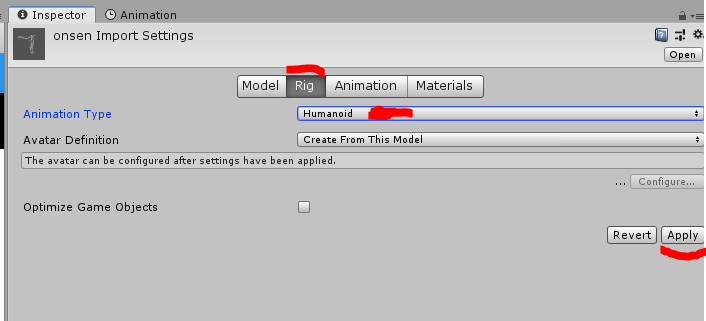 Inspector Animation
onsen Import Settings
Open
Model Rig Animation Materials
Animation Type Humanoid
Avatar Definition Create From This Model
The avatar can be configured after settings have been applied.
... Configure...
Optimize Game Objects
Revert Apply